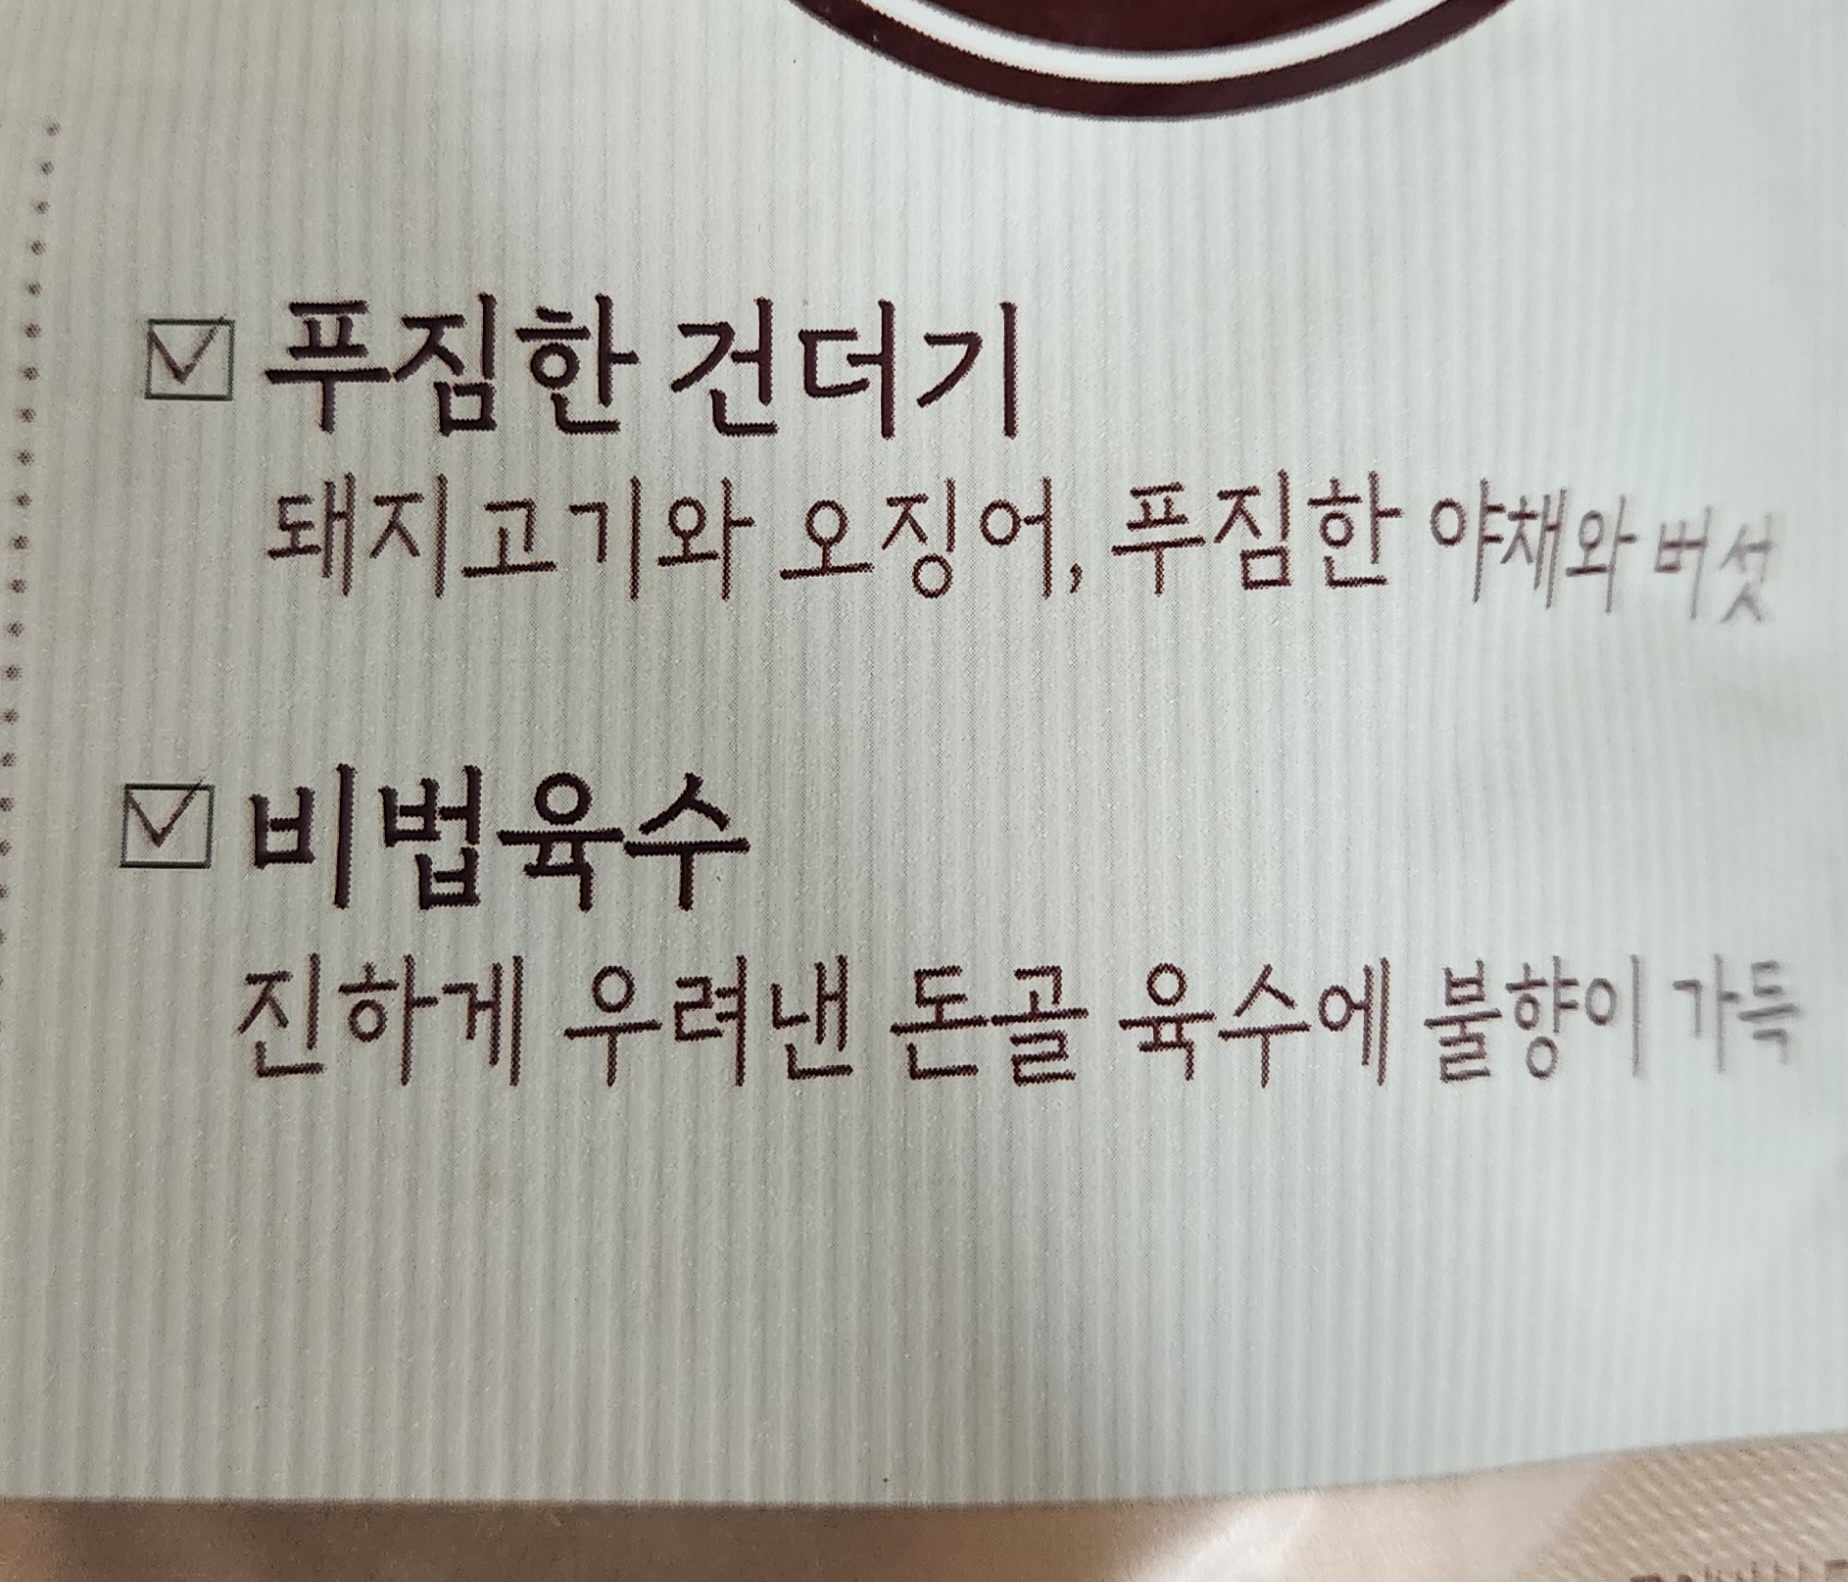 푸짐한 건더기
돼지고기와 오징어, 푸짐한 야채와 버섯
비법육수
진하게 우려낸 돈골 육수에 불향이 가득